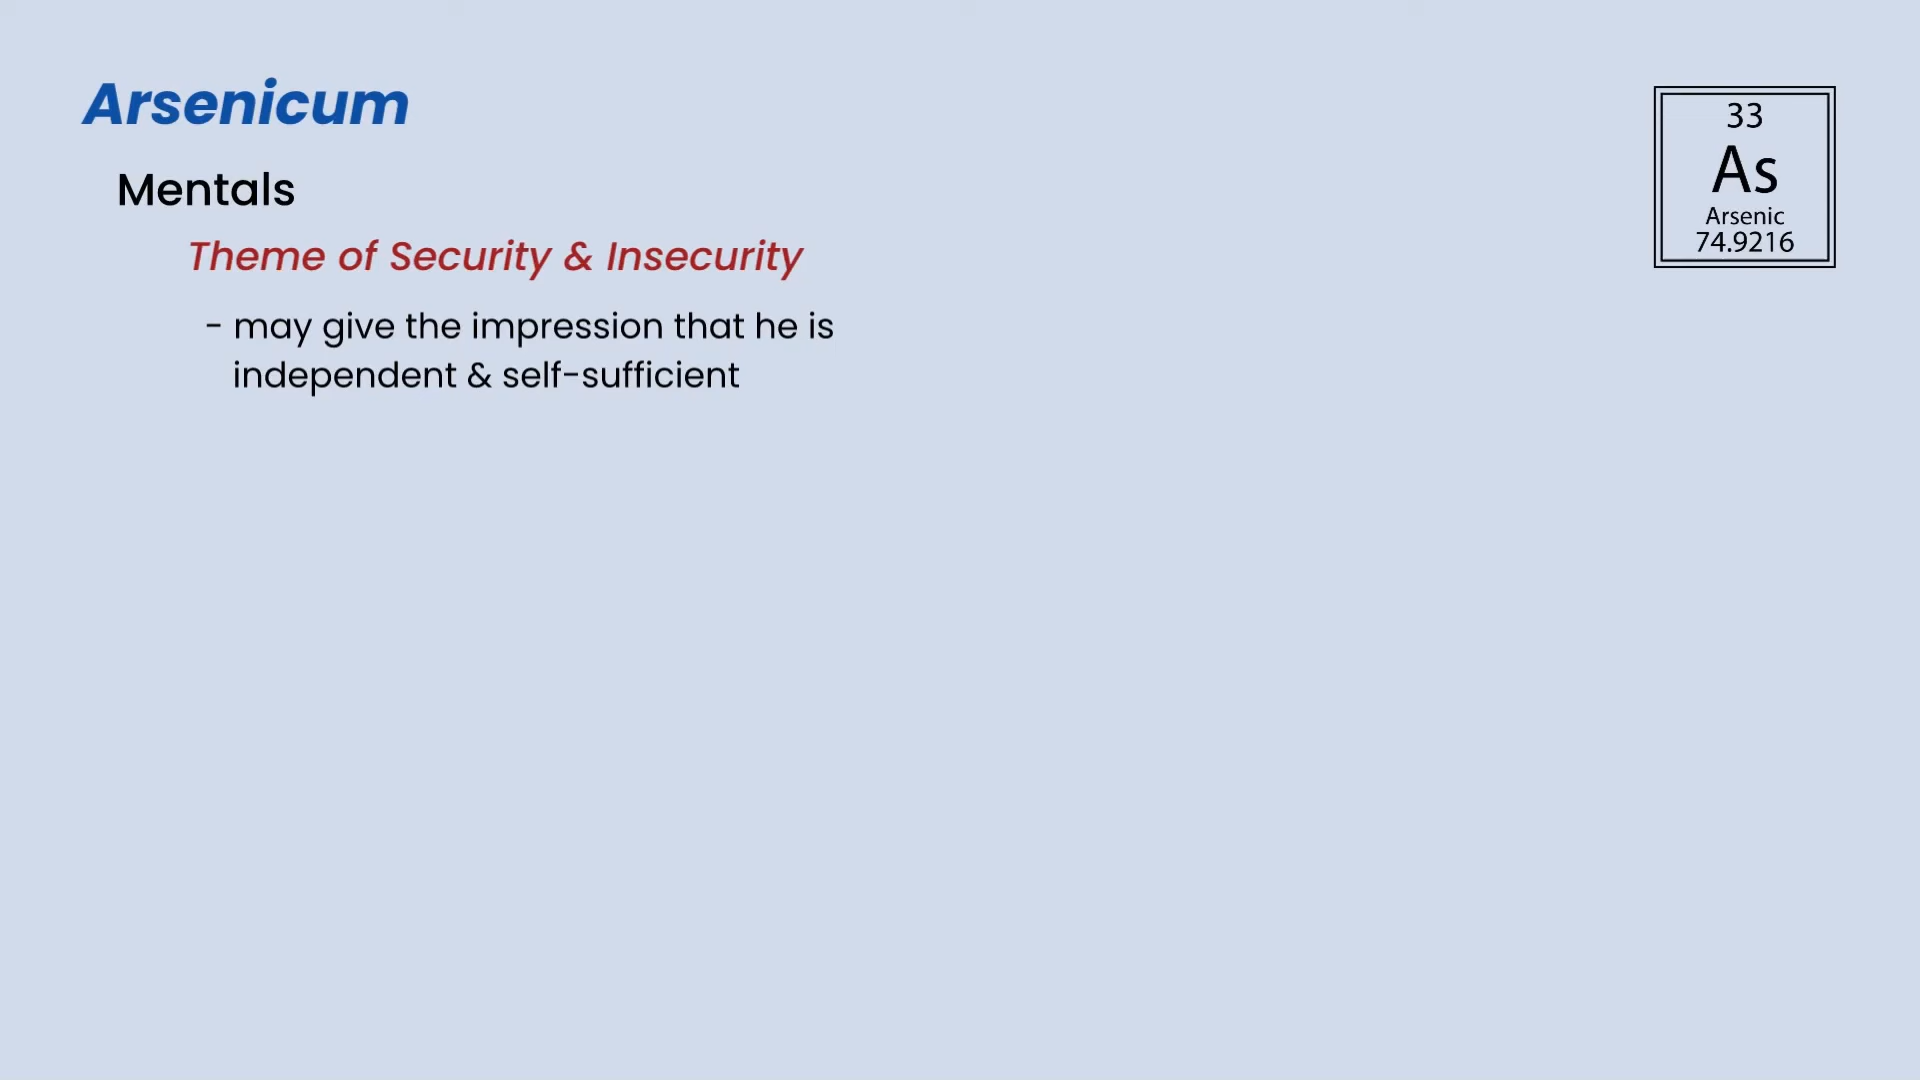 Arsenicum
Mentals
Theme of Security & Insecurity
- may give the impression that he is
independent & self-sufficient
33
As
Arsenic
74.9216